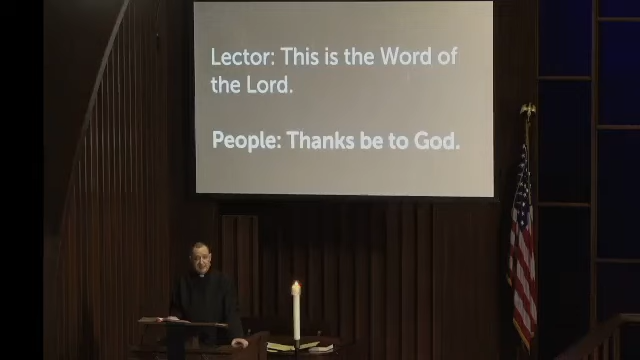 Lector: This is the Word of
the Lord.
People: Thanks be to God.